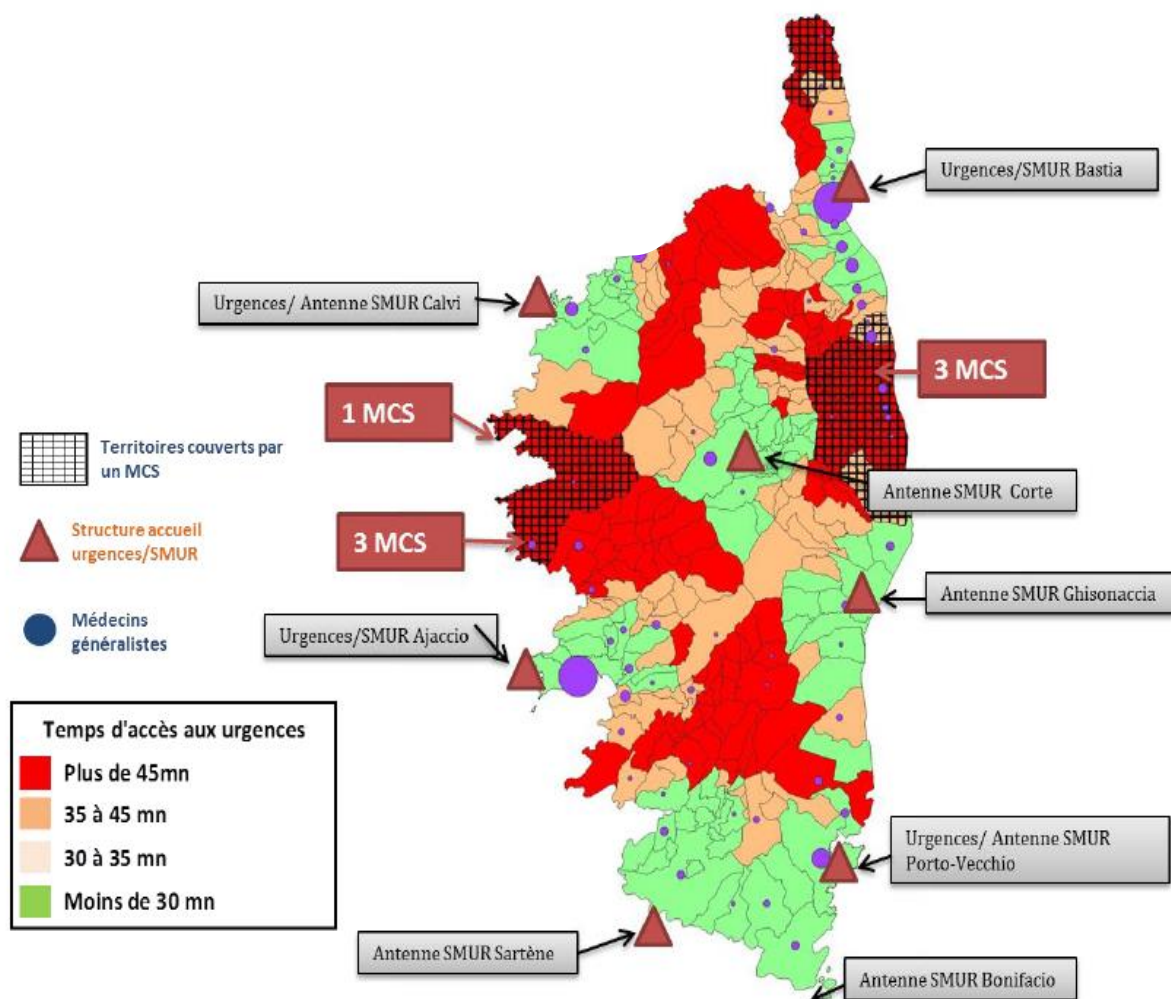 Urgences/SMUR Bastia
Urgences/ Antenne SMUR Calvi
3 MCS
1 MCS
Territoires couverts par
un MCS
Antenne SMUR Corte
Structure accueil
urgences/SMUR
3 MCS
Antenne SMUR Ghisonaccia
Médecins
généralistes
Urgences/SMUR Ajaccio
Temps d'accès aux urgences
Plus de 45mn
35 à 45 mn
30 à 35 mn
Moins de 30 mn
Urgences/ Antenne SMUR
Porto-Vecchio
Antenne SMUR Sartène
Antenne SMUR Bonifacio